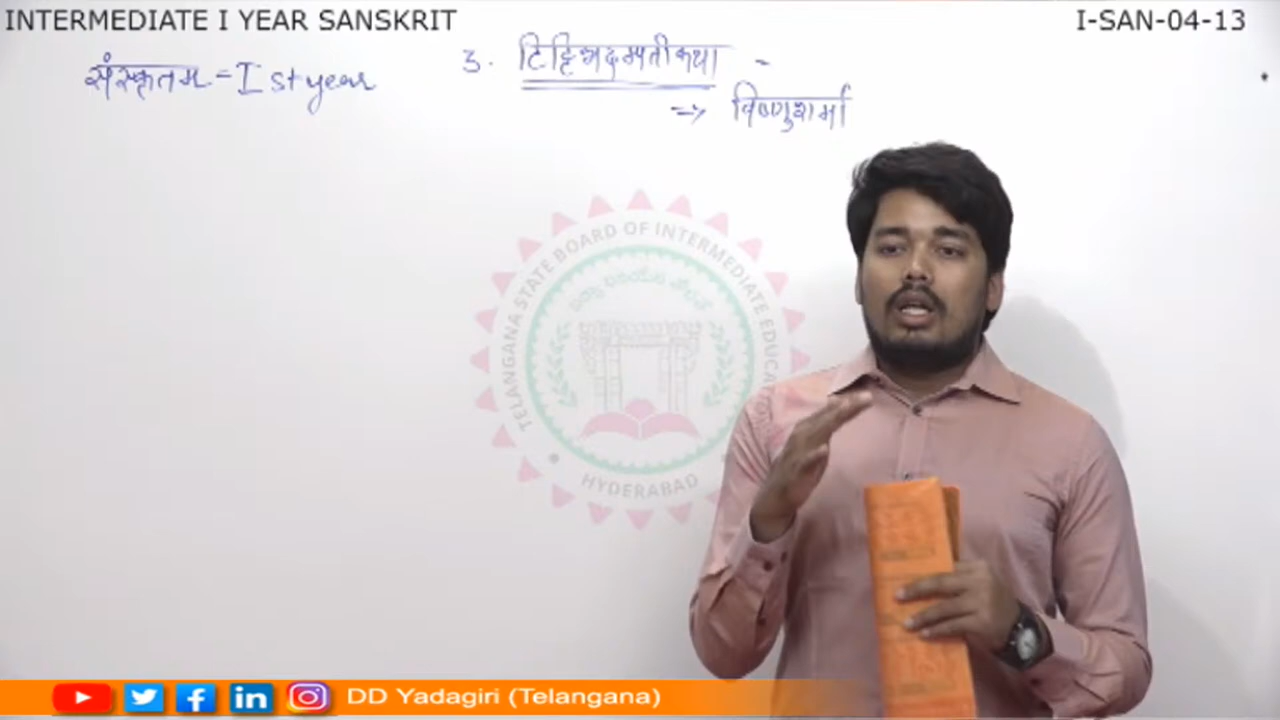 INTERMEDIATE I YEAR SANSKRIT
I-SAN-04-13
संस्कृतम = I st year
3. टिट्टिभदम्पतीकथा -
=> विष्णुशर्मा
TELANGANA STATE BOARD OF INTERMEDIATE EDUCATION
HYDERABAD
DD Yadagiri (Telangana)